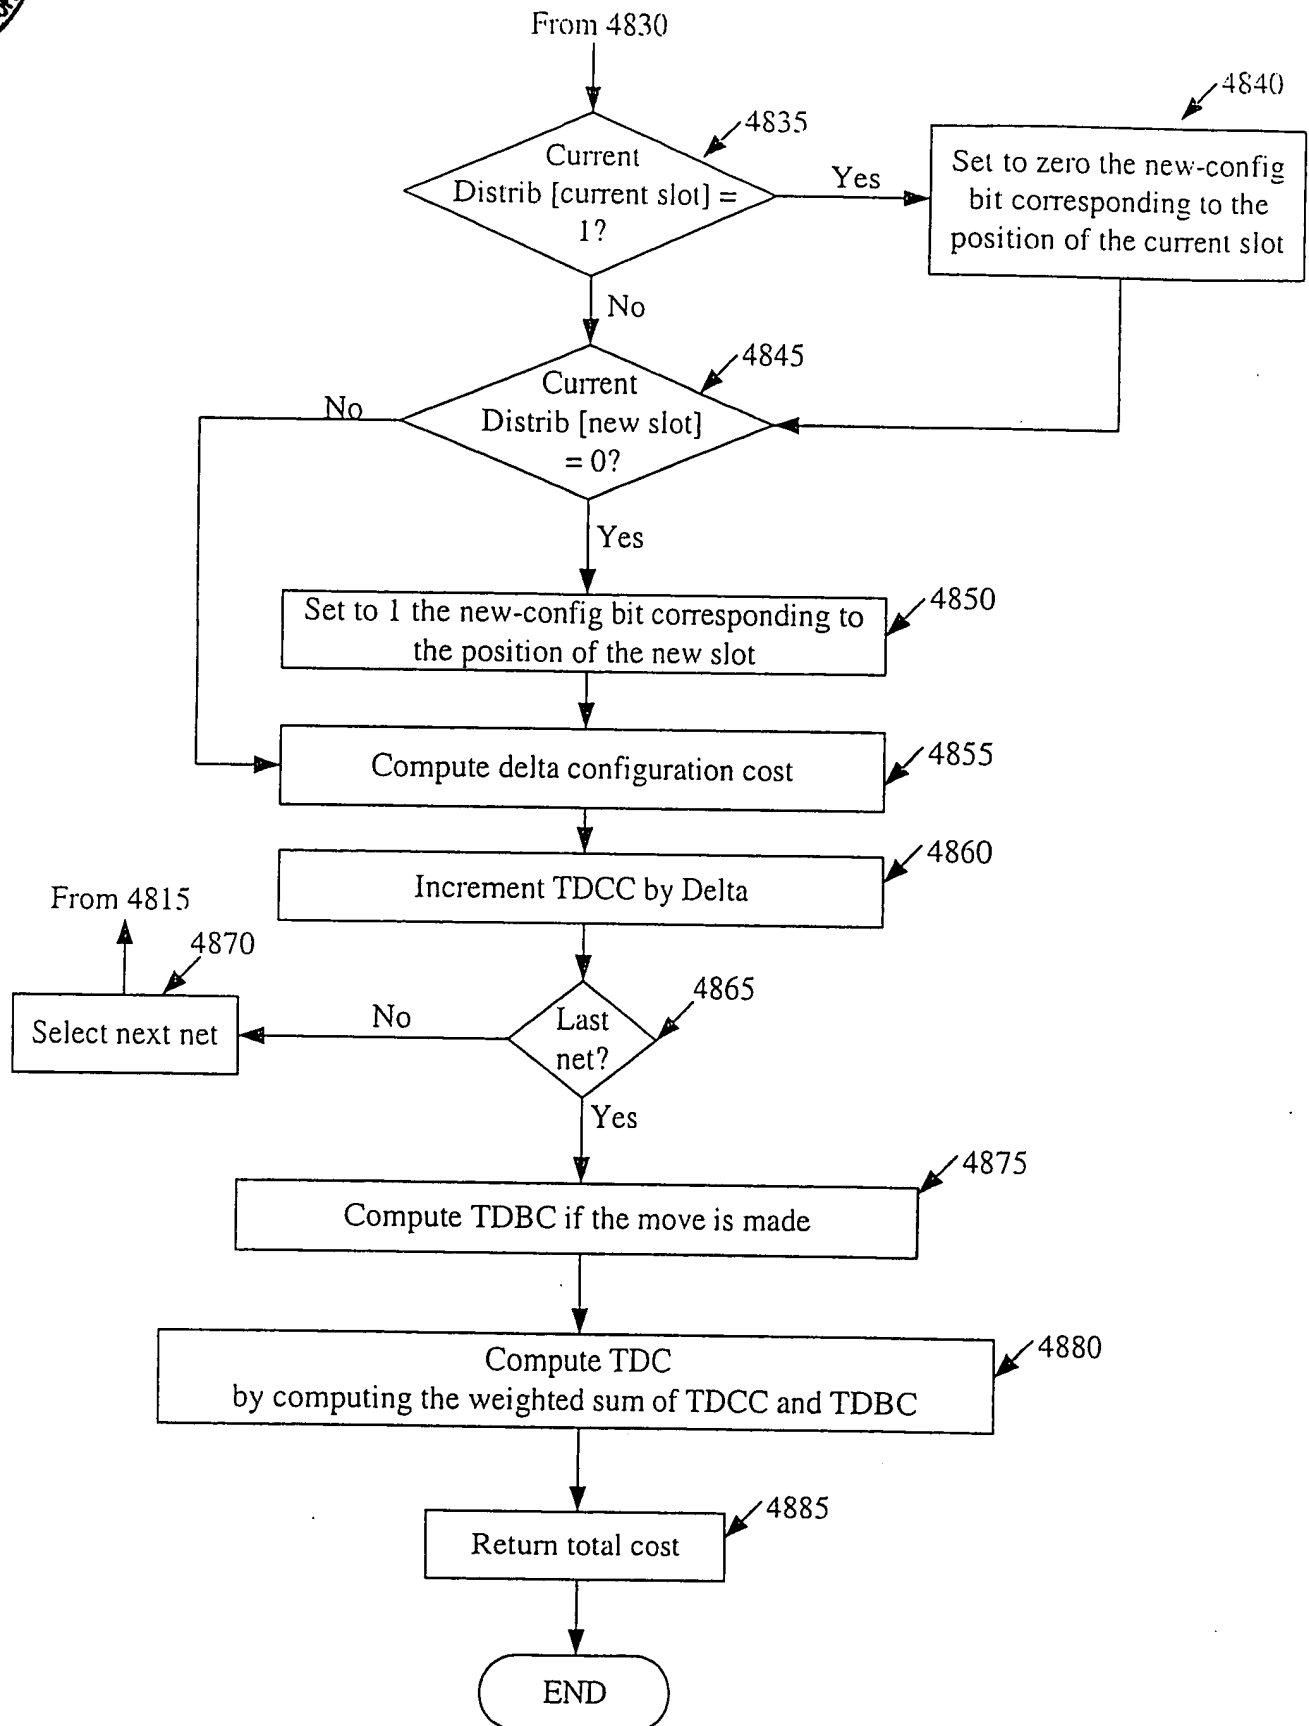 From 4830
4840
4835
Current
Distrib [current slot] =
1?
Yes
Set to zero the new-config
bit corresponding to the
position of the current slot
No
4845
Current
Distrib [new slot]
= 0?
No
Yes
4850
Set to 1 the new-config bit corresponding to
the position of the new slot
4855
Compute delta configuration cost
4860
Increment TDCC by Delta
From 4815
4870
4865
Select next net
No
Last
net?
Yes
4875
Compute TDBC if the move is made
4880
Compute TDC
by computing the weighted sum of TDCC and TDBC
4885
Return total cost
END